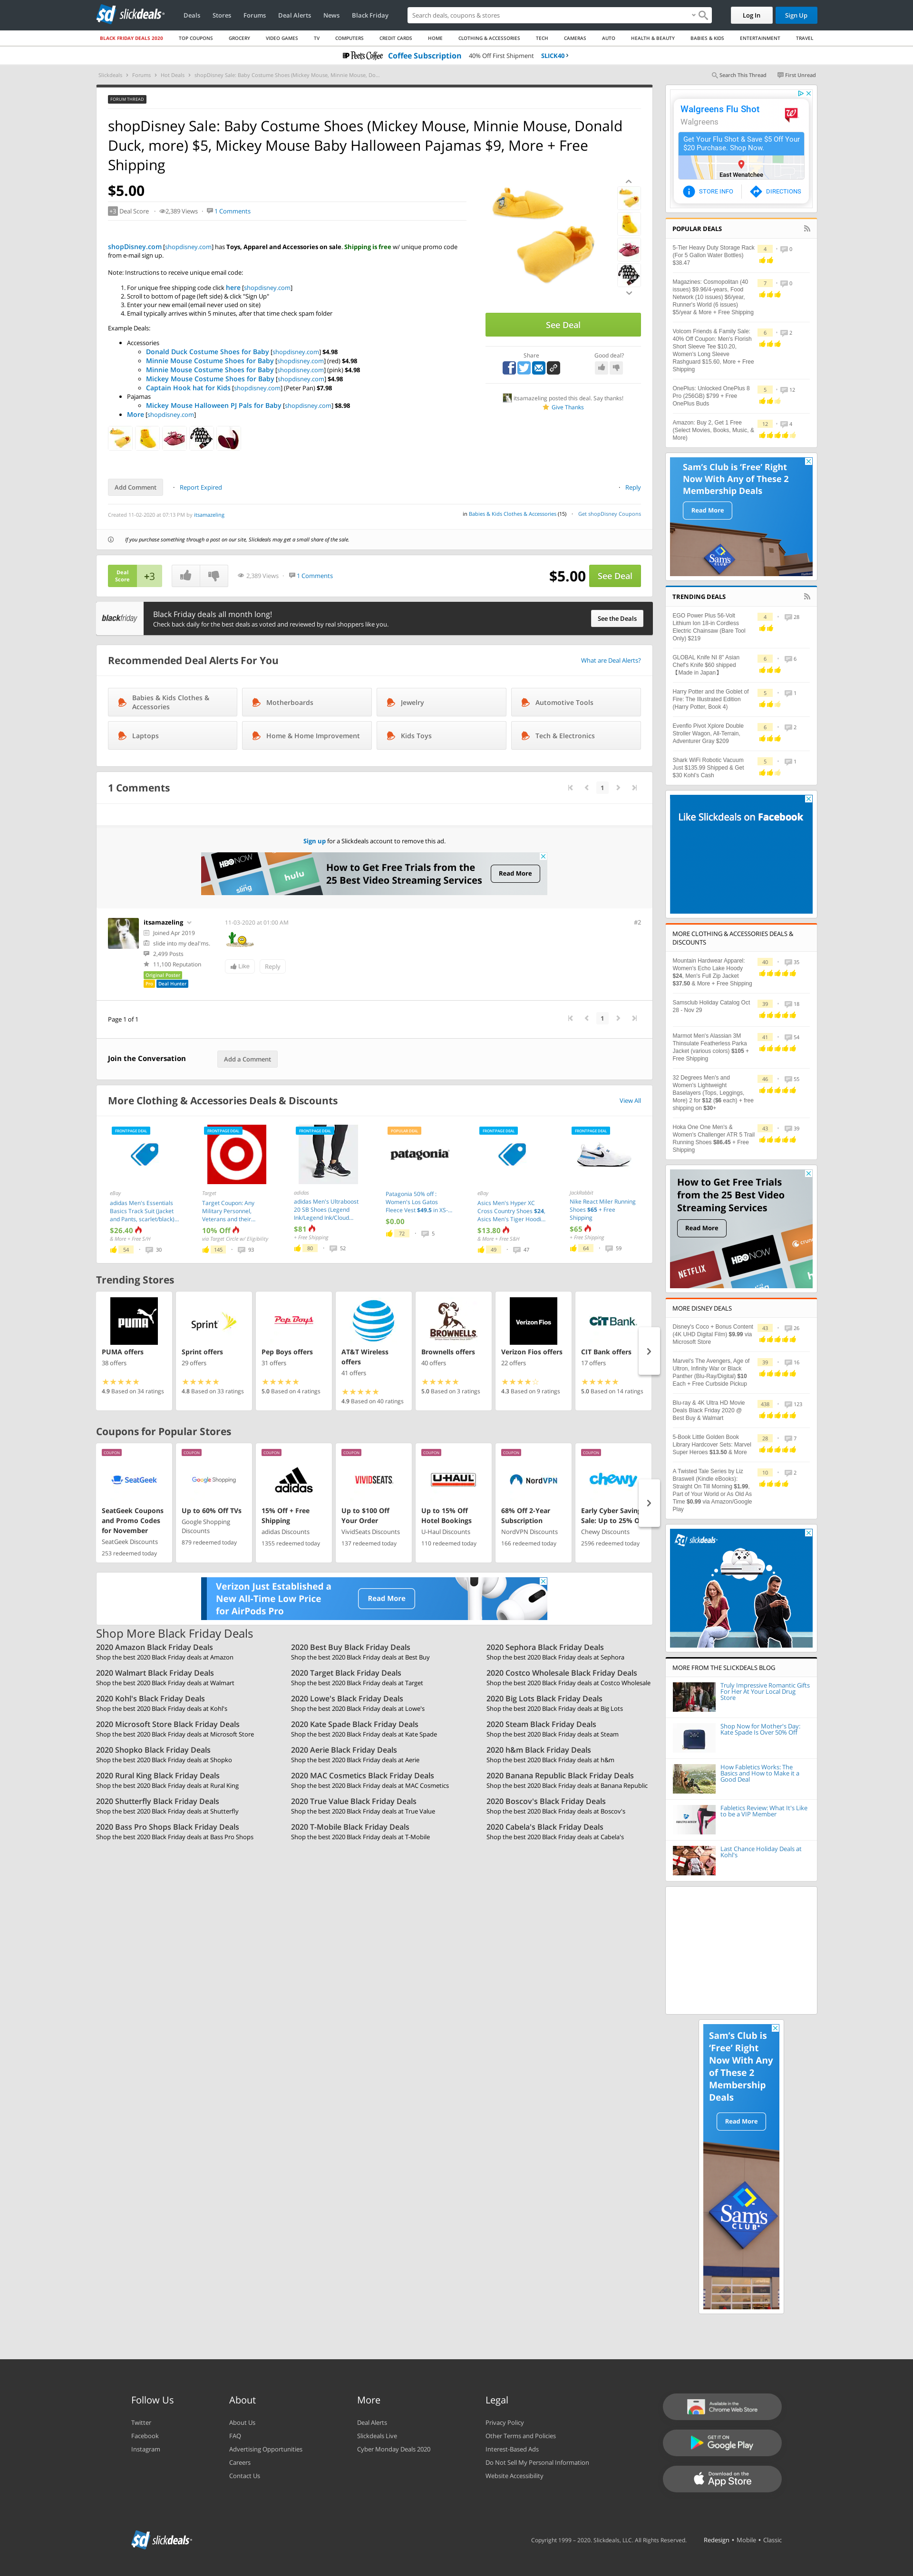 slickdeals
Deals
Stores
Forums
Deal Alerts
News
Black Friday
Search deals, coupons & stores
Log In
Sign Up
BLACK FRIDAY DEALS 2020
TOP COUPONS
GROCERY
VIDEO GAMES
TV
COMPUTERS
CREDIT CARDS
HOME
CLOTHING & ACCESSORIES
TECH
CAMERAS
AUTO
HEALTH & BEAUTY
BABIES & KIDS
ENTERTAINMENT
TRAVEL
Peet's Coffee
Coffee Subscription
40% Off First Shipment
SLICK40 >
Slickdeals > Forums > Hot Deals > shopDisney Sale: Baby Costume Shoes (Mickey Mouse, Minnie Mouse, Do...
Search This Thread
First Unread
FORUM THREAD
shopDisney Sale: Baby Costume Shoes (Mickey Mouse, Minnie Mouse, Donald
Duck, more) $5, Mickey Mouse Baby Halloween Pajamas $9, More + Free
Shipping
$5.00
+3 Deal Score
2,389 Views
1 Comments
shopDisney.com [shopdisney.com] has Toys, Apparel and Accessories on sale. Shipping is free w/ unique promo code
from e-mail sign up.
Note: Instructions to receive unique email code:
1. For unique free shipping code click here [shopdisney.com]
2. Scroll to bottom of page (left side) & click "Sign Up"
3. Enter your new email (email never used on site)
4. Email typically arrives within 5 minutes, after that time check spam folder
Example Deals:
Accessories
Donald Duck Costume Shoes for Baby [shopdisney.com] $4.98
Minnie Mouse Costume Shoes for Baby [shopdisney.com] (red) $4.98
Minnie Mouse Costume Shoes for Baby [shopdisney.com] (pink) $4.98
Mickey Mouse Costume Shoes for Baby [shopdisney.com] $4.98
Captain Hook hat for Kids [shopdisney.com] (Peter Pan) $7.98
Pajamas
Mickey Mouse Halloween PJ Pals for Baby [shopdisney.com] $8.98
More [shopdisney.com]
See Deal
Share
Good deal?
itsamazeling posted this deal. Say thanks!
Give Thanks
Add Comment
Report Expired
Reply
Created 11-02-2020 at 07:13 PM by itsamazeling
in Babies & Kids Clothes & Accessories (15)
Get shopDisney Coupons
If you purchase something through a post on our site, Slickdeals may get a small share of the sale.
Deal
Score
+3
2,389 Views
1 Comments
$5.00
See Deal
blackfriday
Black Friday deals all month long!
Check back daily for the best deals as voted and reviewed by real shoppers like you.
See the Deals
Recommended Deal Alerts For You
What are Deal Alerts?
Babies & Kids Clothes &
Accessories
Motherboards
Jewelry
Automotive Tools
Laptops
Home & Home Improvement
Kids Toys
Tech & Electronics
1 Comments
1
Sign up for a Slickdeals account to remove this ad.
HBO NOW
sling
hulu
How to Get Free Trials from the
25 Best Video Streaming Services
Read More
itsamazeling
Joined Apr 2019
slide into my deal'ms.
2,499 Posts
11,100 Reputation
Original Poster
Pro
Deal Hunter
11-03-2020 at 01:00 AM
#2
Like
Reply
Page 1 of 1
1
Join the Conversation
Add a Comment
More Clothing & Accessories Deals & Discounts
View All
FRONTPAGE DEAL
eBay
adidas Men's Essentials
Basics Track Suit (Jacket
and Pants, scarlet/black)...
$26.40
& More + Free S/H
54
30
FRONTPAGE DEAL
Target
Target Coupon: Any
Military Personnel,
Veterans and their...
10% Off
via Target Circle w/ Eligibility
145
93
FRONTPAGE DEAL
adidas
adidas Men's Ultraboost
20 SB Shoes (Legend
Ink/Legend Ink/Cloud...
$81
+ Free Shipping
80
52
POPULAR DEAL
patagonia
Patagonia 50% off :
Women's Los Gatos
Fleece Vest $49.5 in XS-...
$0.00
72
5
FRONTPAGE DEAL
eBay
Asics Men's Hyper XC
Cross Country Shoes $24,
Asics Men's Tiger Hoodi...
$13.80
& More + Free S&H
49
47
FRONTPAGE DEAL
JackRabbit
Nike React Miler Running
Shoes $65 + Free
Shipping
$65
+ Free Shipping
64
59
Trending Stores
PUMA
PUMA offers
38 offers
4.9 Based on 34 ratings
Sprint
Sprint offers
29 offers
4.8 Based on 33 ratings
Pep Boys
Pep Boys offers
31 offers
5.0 Based on 4 ratings
AT&T Wireless
offers
41 offers
4.9 Based on 40 ratings
BROWNELLS
Brownells offers
40 offers
5.0 Based on 3 ratings
Verizon Fios
Verizon Fios offers
22 offers
4.3 Based on 9 ratings
CIT BANK
CIT Bank offers
17 offers
5.0 Based on 14 ratings
Coupons for Popular Stores
COUPON
SeatGeek
SeatGeek Coupons
and Promo Codes
for November
SeatGeek Discounts
253 redeemed today
COUPON
Google Shopping
Up to 60% Off TVs
Google Shopping
Discounts
879 redeemed today
COUPON
adidas
15% Off + Free
Shipping
adidas Discounts
1355 redeemed today
COUPON
VIVIDSEATS
Up to $100 Off
Your Order
VividSeats Discounts
137 redeemed today
COUPON
U-HAUL
Up to 15% Off
Hotel Bookings
U-Haul Discounts
110 redeemed today
COUPON
NordVPN
68% Off 2-Year
Subscription
NordVPN Discounts
166 redeemed today
COUPON
chewy
Early Cyber Saving
Sale: Up to 25% O
Chewy Discounts
2596 redeemed today
Verizon Just Established a
New All-Time Low Price
for AirPods Pro
Read More
Shop More Black Friday Deals
2020 Amazon Black Friday Deals
Shop the best 2020 Black Friday deals at Amazon
2020 Best Buy Black Friday Deals
Shop the best 2020 Black Friday deals at Best Buy
2020 Sephora Black Friday Deals
Shop the best 2020 Black Friday deals at Sephora
2020 Walmart Black Friday Deals
Shop the best 2020 Black Friday deals at Walmart
2020 Target Black Friday Deals
Shop the best 2020 Black Friday deals at Target
2020 Costco Wholesale Black Friday Deals
Shop the best 2020 Black Friday deals at Costco Wholesale
2020 Kohl's Black Friday Deals
Shop the best 2020 Black Friday deals at Kohl's
2020 Lowe's Black Friday Deals
Shop the best 2020 Black Friday deals at Lowe's
2020 Big Lots Black Friday Deals
Shop the best 2020 Black Friday deals at Big Lots
2020 Microsoft Store Black Friday Deals
Shop the best 2020 Black Friday deals at Microsoft Store
2020 Kate Spade Black Friday Deals
Shop the best 2020 Black Friday deals at Kate Spade
2020 Steam Black Friday Deals
Shop the best 2020 Black Friday deals at Steam
2020 Shopko Black Friday Deals
Shop the best 2020 Black Friday deals at Shopko
2020 Aerie Black Friday Deals
Shop the best 2020 Black Friday deals at Aerie
2020 h&m Black Friday Deals
Shop the best 2020 Black Friday deals at h&m
2020 Rural King Black Friday Deals
Shop the best 2020 Black Friday deals at Rural King
2020 MAC Cosmetics Black Friday Deals
Shop the best 2020 Black Friday deals at MAC Cosmetics
2020 Banana Republic Black Friday Deals
Shop the best 2020 Black Friday deals at Banana Republic
2020 Shutterfly Black Friday Deals
Shop the best 2020 Black Friday deals at Shutterfly
2020 True Value Black Friday Deals
Shop the best 2020 Black Friday deals at True Value
2020 Boscov's Black Friday Deals
Shop the best 2020 Black Friday deals at Boscov's
2020 Bass Pro Shops Black Friday Deals
Shop the best 2020 Black Friday deals at Bass Pro Shops
2020 T-Mobile Black Friday Deals
Shop the best 2020 Black Friday deals at T-Mobile
2020 Cabela's Black Friday Deals
Shop the best 2020 Black Friday deals at Cabela's
Walgreens Flu Shot
Walgreens
Get Your Flu Shot & Save $5 Off Your
$20 Purchase. Shop Now.
East Wenatchee
STORE INFO
DIRECTIONS
POPULAR DEALS
5-Tier Heavy Duty Storage Rack
(For 5 Gallon Water Bottles)
$38.47
4
0
Magazines: Cosmopolitan (40
issues) $9.96/4-years, Food
Network (10 issues) $6/year,
Runner's World (6 issues)
$5/year & More + Free Shipping
7
0
Volcom Friends & Family Sale:
40% Off Coupon: Men's Florish
Short Sleeve Tee $10.20,
Women's Long Sleeve
Rashguard $15.60, More + Free
Shipping
6
2
OnePlus: Unlocked OnePlus 8
Pro (256GB) $799 + Free
OnePlus Buds
5
12
Amazon: Buy 2, Get 1 Free
(Select Movies, Books, Music, &
More)
12
4
Sam's Club is 'Free' Right
Now With Any of These 2
Membership Deals
Read More
Sam's
CLUB
TRENDING DEALS
EGO Power Plus 56-Volt
Lithium Ion 18-in Cordless
Electric Chainsaw (Bare Tool
Only) $219
4
28
GLOBAL Knife NI 8" Asian
Chef's Knife $60 shipped
【Made in Japan】
6
6
Harry Potter and the Goblet of
Fire: The Illustrated Edition
(Harry Potter, Book 4)
5
1
Evenflo Pivot Xplore Double
Stroller Wagon, All-Terrain,
Adventurer Gray $209
6
2
Shark WiFi Robotic Vacuum
Just $135.99 Shipped & Get
$30 Kohl's Cash
5
1
Like Slickdeals on Facebook
MORE CLOTHING & ACCESSORIES DEALS &
DISCOUNTS
Mountain Hardwear Apparel:
Women's Echo Lake Hoody
$24, Men's Full Zip Jacket
$37.50 & More + Free Shipping
40
35
Samsclub Holiday Catalog Oct
28 - Nov 29
39
18
Marmot Men's Alassian 3M
Thinsulate Featherless Parka
Jacket (various colors) $105 +
Free Shipping
41
54
32 Degrees Men's and
Women's Lightweight
Baselayers (Tops, Leggings,
More) 2 for $12 ($6 each) + free
shipping on $30+
46
55
Hoka One One Men's &
Women's Challenger ATR 5 Trail
Running Shoes $86.45 + Free
Shipping
43
39
How to Get Free Trials
from the 25 Best Video
Streaming Services
Read More
NETFLIX
HBO NOW
crunchyroll
MORE DISNEY DEALS
Disney's Coco + Bonus Content
(4K UHD Digital Film) $9.99 via
Microsoft Store
43
26
Marvel's The Avengers, Age of
Ultron, Infinity War or Black
Panther (Blu-Ray/Digital) $10
Each + Free Curbside Pickup
39
16
Blu-ray & 4K Ultra HD Movie
Deals Black Friday 2020 @
Best Buy & Walmart
438
123
5-Book Little Golden Book
Library Hardcover Sets: Marvel
Super Heroes $13.50 & More
28
7
A Twisted Tale Series by Liz
Braswell (Kindle eBooks):
Straight On Till Morning $1.99,
Part of Your World or As Old As
Time $0.99 via Amazon/Google
Play
10
2
slickdeals
MORE FROM THE SLICKDEALS BLOG
Truly Impressive Romantic Gifts
For Her At Your Local Drug
Store
Shop Now for Mother's Day:
Kate Spade Is Over 50% Off
How Fabletics Works: The
Basics and How to Make it a
Good Deal
Fabletics Review: What It's Like
to be a VIP Member
Last Chance Holiday Deals at
Kohl's
Sam's Club is
'Free' Right
Now With Any
of These 2
Membership
Deals
Read More
Sam's
CLUB
Follow Us
Twitter
Facebook
Instagram
About
About Us
FAQ
Advertising Opportunities
Careers
Contact Us
More
Deal Alerts
Slickdeals Live
Cyber Monday Deals 2020
Legal
Privacy Policy
Other Terms and Policies
Interest-Based Ads
Do Not Sell My Personal Information
Website Accessibility
Available in the
Chrome Web Store
GET IT ON
Google Play
Download on the
App Store
slickdeals
Copyright 1999 – 2020. Slickdeals, LLC. All Rights Reserved.
Redesign • Mobile • Classic